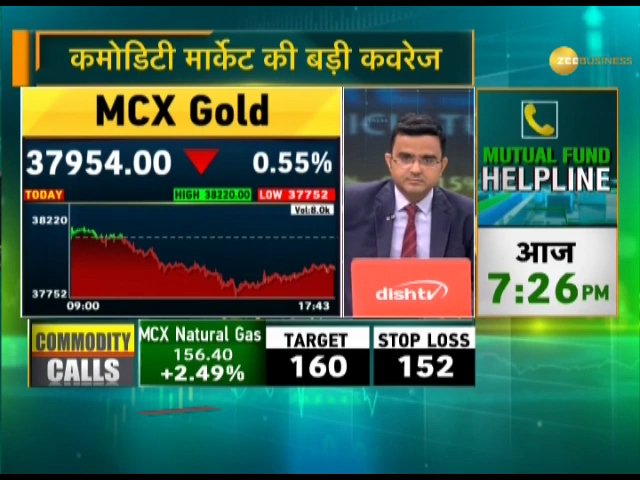 कमोडिटी मार्केट की बड़ी कवरेज
ZEEBUSINESS
MCX Gold
37954.00 0.55%
TODAY HIGH 38220.00 LOW 37752
Vol:8.0k
38220
37752
09:00 17:43
dishtv
MUTUAL FUND
HELPLINE
आज
7:26 PM
COMMODITY
CALLS
MCX Natural Gas
156.40
+2.49%
TARGET
160
STOP LOSS
152